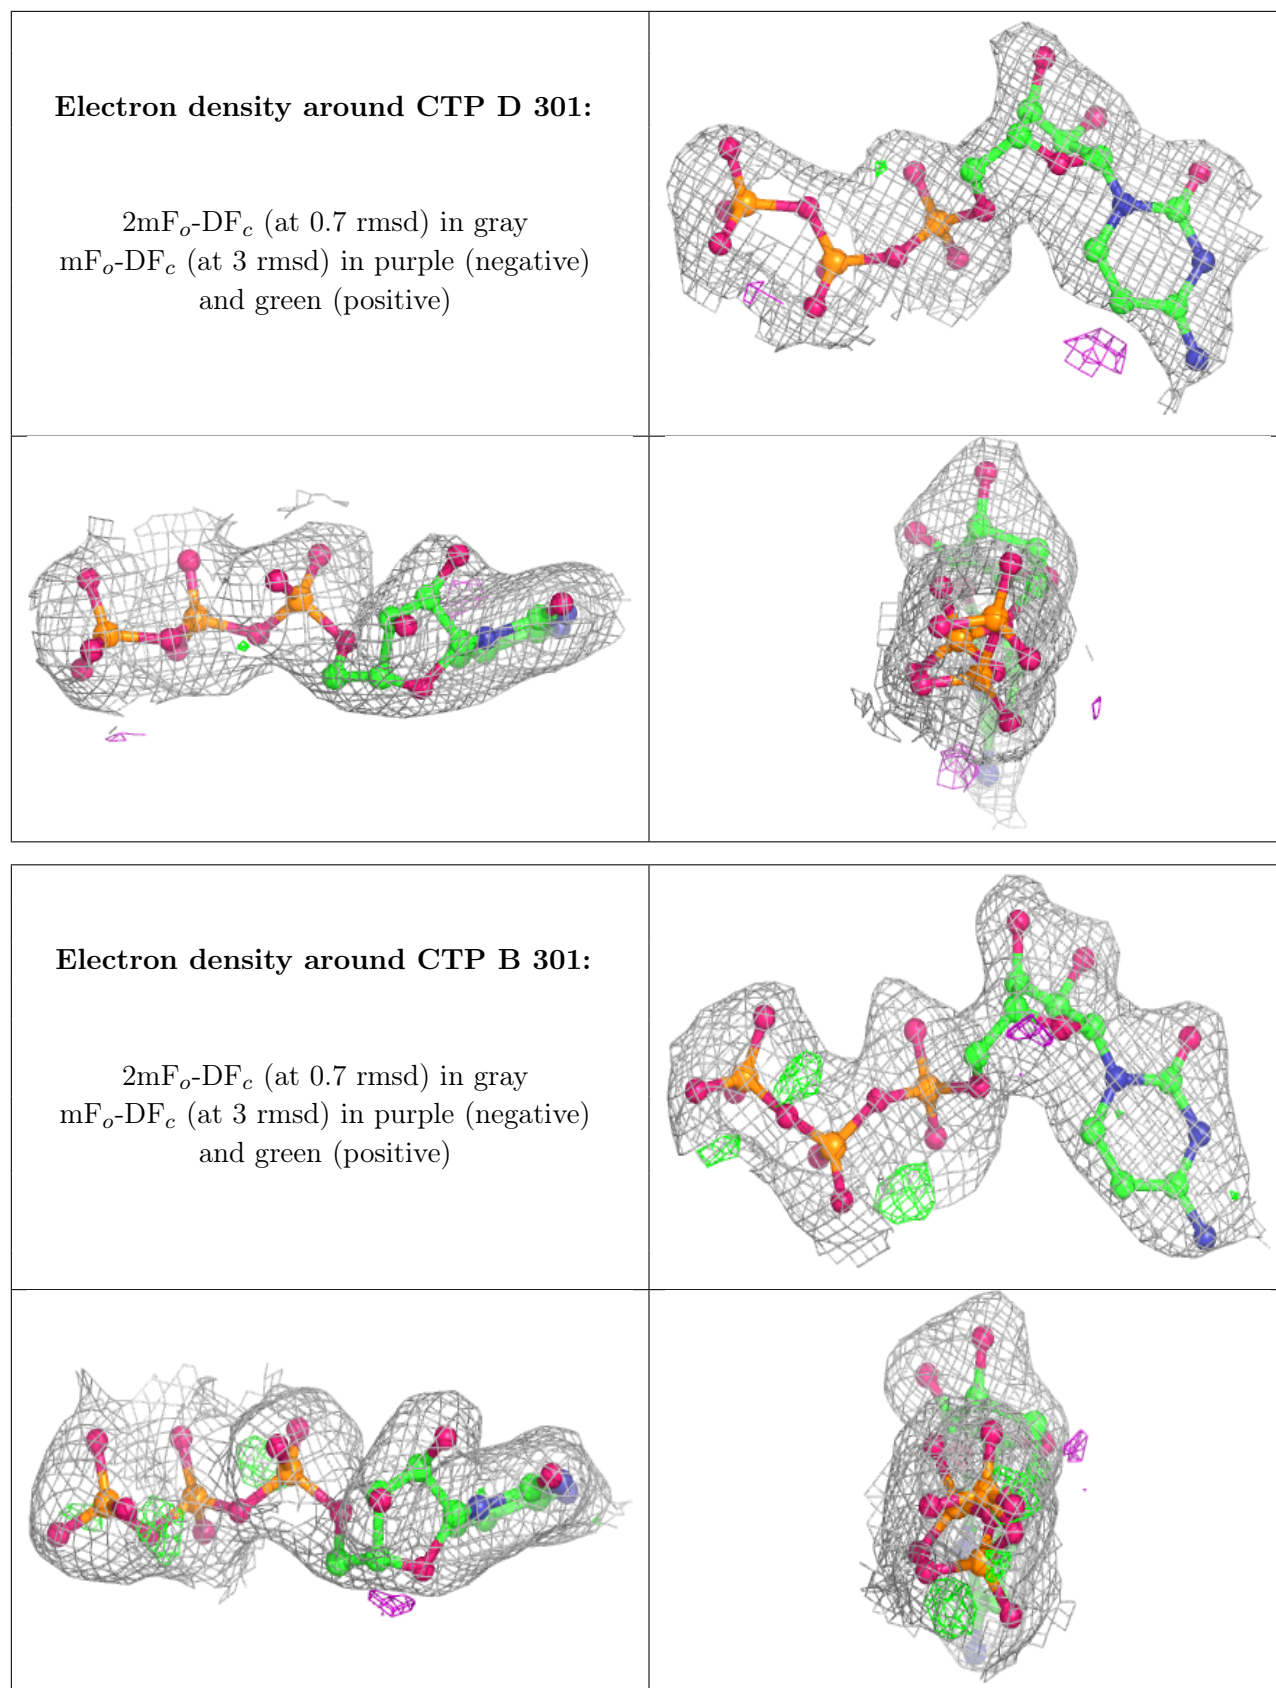 Electron density around CTP D 301:
2mFo-DFc (at 0.7 rmsd) in gray
mFo-DFc (at 3 rmsd) in purple (negative)
and green (positive)
Electron density around CTP B 301:
2mFo-DFc (at 0.7 rmsd) in gray
mFo-DFc (at 3 rmsd) in purple (negative)
and green (positive)